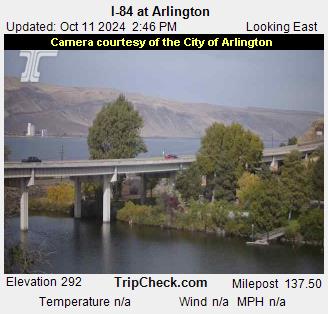 I-84 at Arlington
Updated: Oct 11 2024 2:46 PM Looking East
Camera courtesy of the City of Arlington
Elevation 292 TripCheck.com Milepost 137.50
Temperature n/a Wind n/a MPH n/a